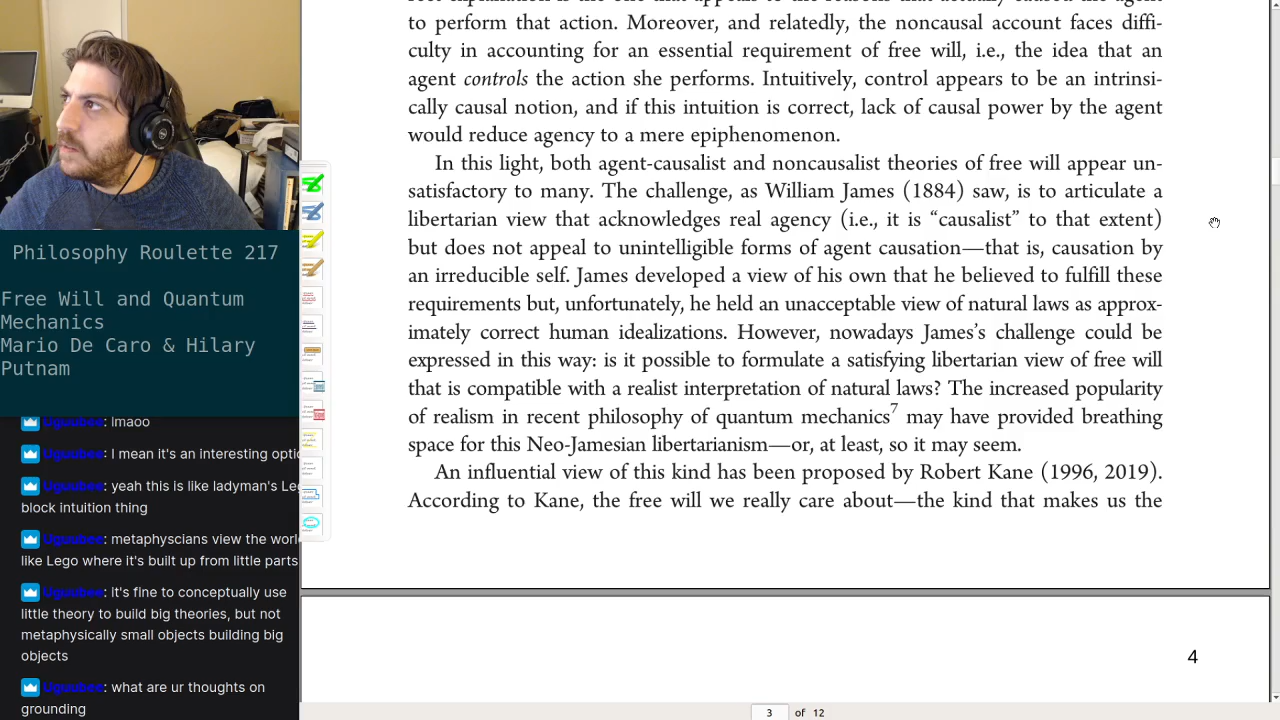 to perform that action. Moreover, and relatedly, the noncausal account faces diffi-
culty in accounting for an essential requirement of free will, i.e., the idea that an
agent controls the action she performs. Intuitively, control appears to be an intrinsi-
cally causal notion, and if this intuition is correct, lack of causal power by the agent
would reduce agency to a mere epiphenomenon.
In this light, both agent-causalist and noncausalist theories of free will appear un-
satisfactory to many. The challenge, as William James (1884) saw, is to articulate a
libertarian view that acknowledges real agency (i.e., it is “causalist” to that extent)
but does not appeal to unintelligible forms of agent causation—that is, causation by
an irreducible self. James developed a view of his own that he believed to fulfill these
requirements but, unfortunately, he had an unacceptable view of natural laws as approx-
imately correct human idealizations. However, nowadays James’s challenge could be
expressed in this way: is it possible to formulate a satisfying libertarian view of free will
that is compatible with a realist interpretation of natural laws? The increased popularity
of realism in recent philosophy of quantum mechanics7 may have provided breathing
space for this Neo-Jamesian libertarianism—or, at least, so it may seem.
An influential view of this kind has been proposed by Robert Kane (1996, 2019).
According to Kane, the free will we really care about—the kind that makes us the
4
3 of 12
Philosophy Roulette 217
Free Will and Quantum
Mechanics
Mario De Caro & Hilary
Putnam
Uguubee: lmaoo
Uguubee: I mean it's an interesting optic
Uguubee: yeah this is like ladyman's Le
block intuition thing
Uguubee: metaphyscians view the worl
like Lego where it's built up from little parts
Uguubee: it's fine to conceptually use
little theory to build big theories, but not
metaphysically small objects building big
objects
Uguubee: what are ur thoughts on
grounding